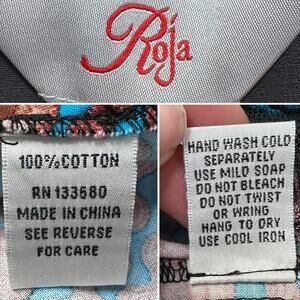 Roja
100% COTTON
RN 133680
MADE IN CHINA
SEE REVERSE
FOR CARE
HAND WASH COLD
SEPARATELY
USE MILD SOAP
DO NOT BLEACH
DO NOT TWIST
OR WRING
HANG TO DRY
USE COOL IRON